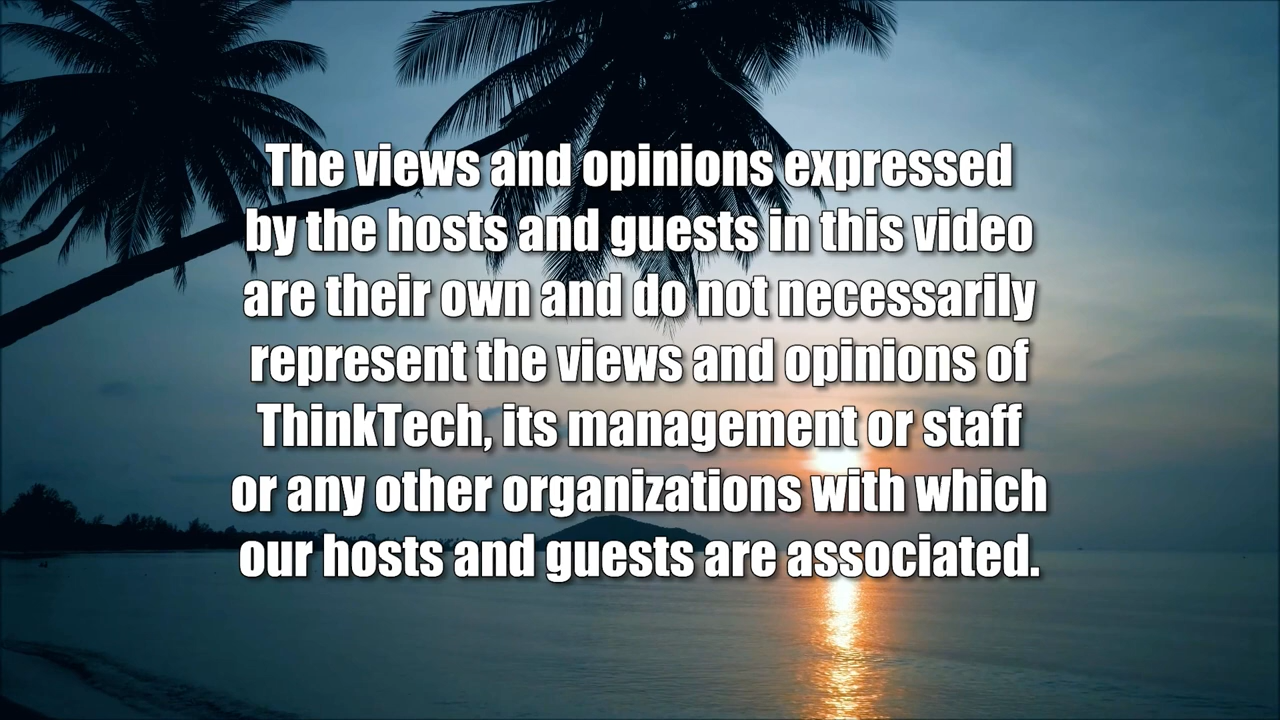 The views and opinions expressed
by the hosts and guests in this video
are their own and do not necessarily
represent the views and opinions of
ThinkTech, its management or staff
or any other organizations with which
our hosts and guests are associated.